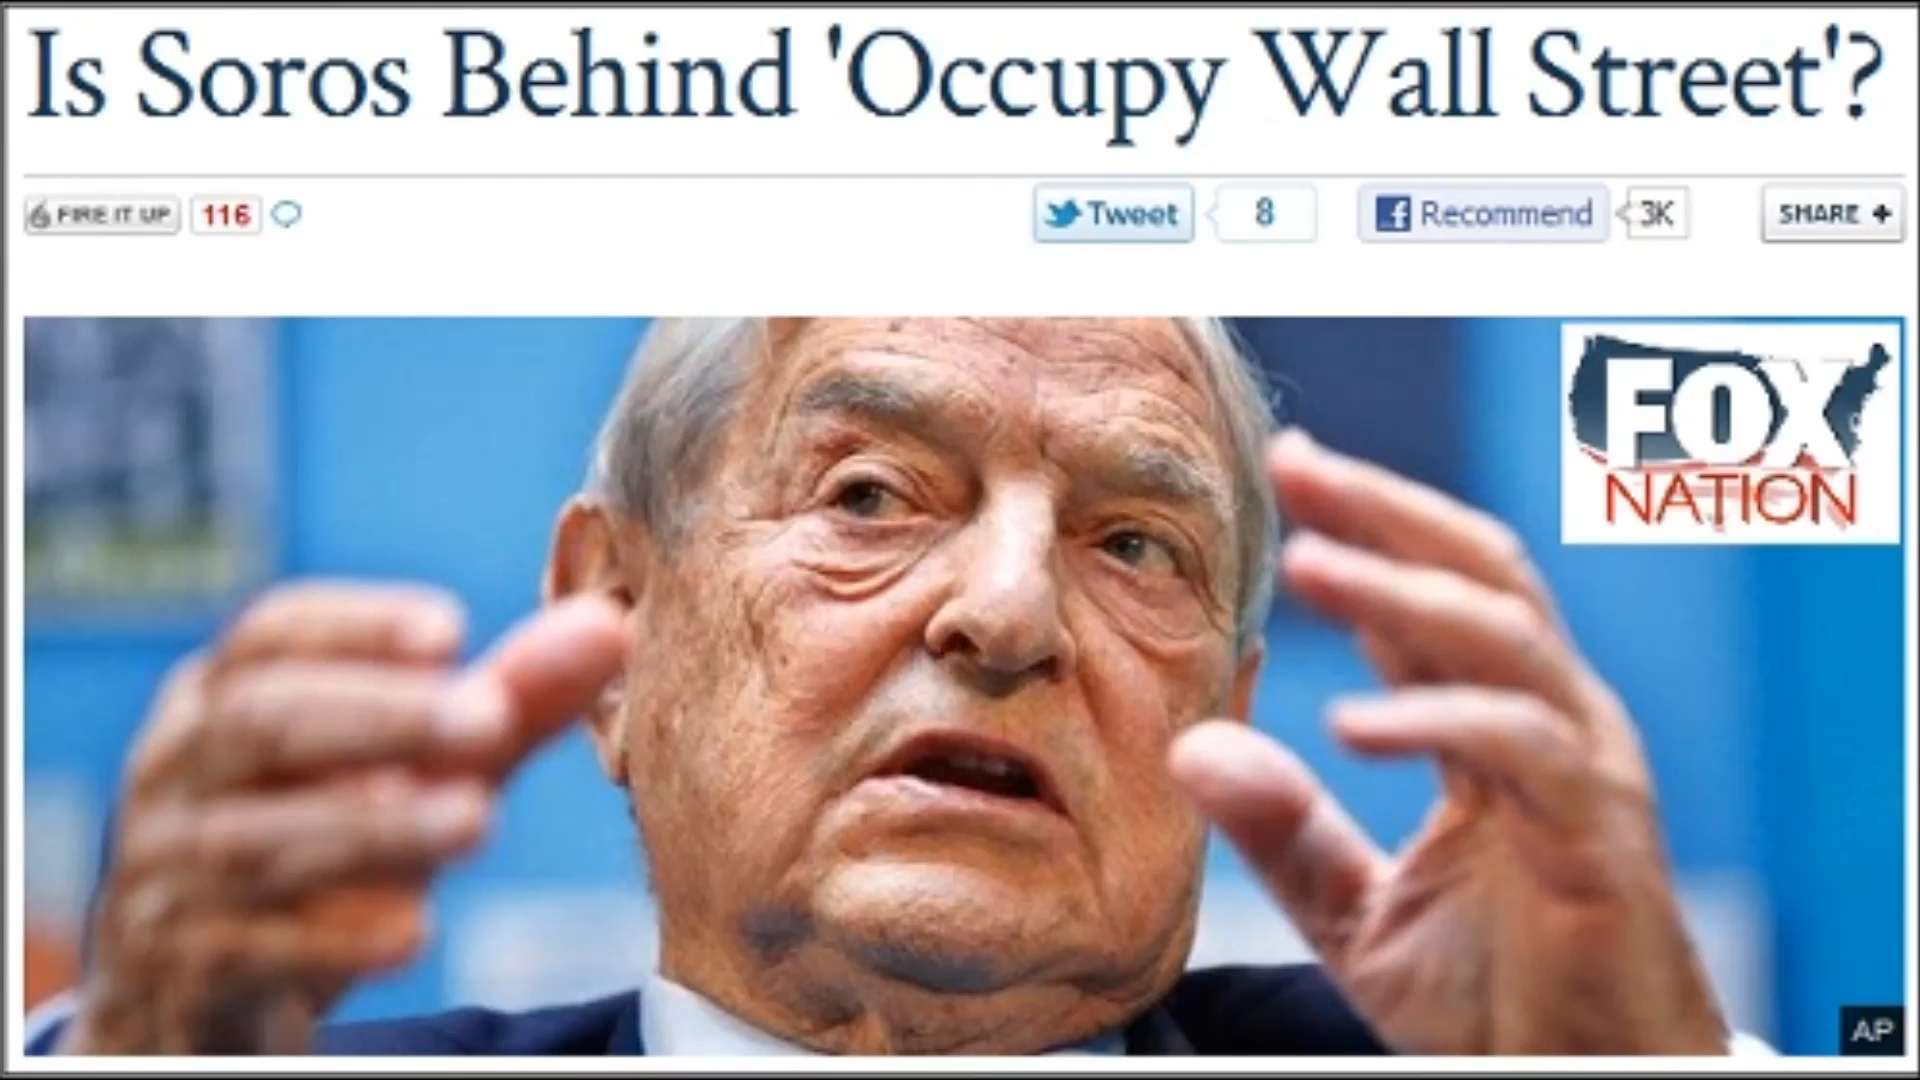 Is Soros Behind 'Occupy Wall Street'?
FIRE IT UP 116 Tweet 8 Recommend 3K SHARE +
FOX
NATION
AP